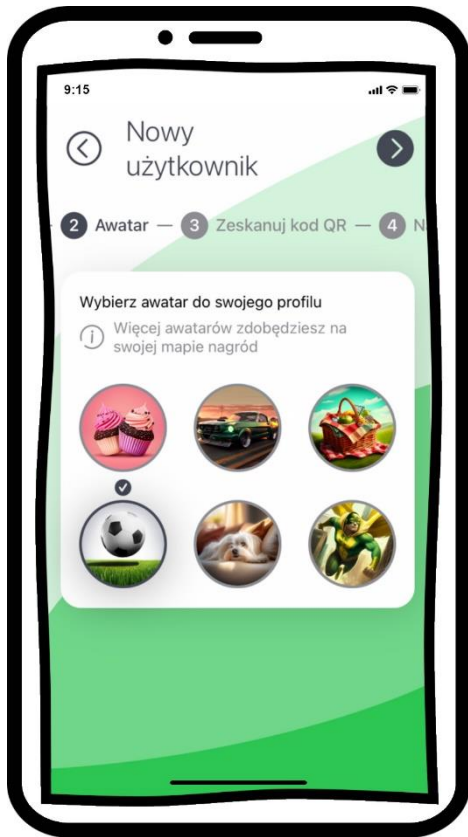 9:15
Nowy
użytkownik
2 Awatar — 3 Zeskanuj kod QR — 4
Wybierz awatar do swojego profilu
Więcej awatarów zdobędziesz na
swojej mapie nagród